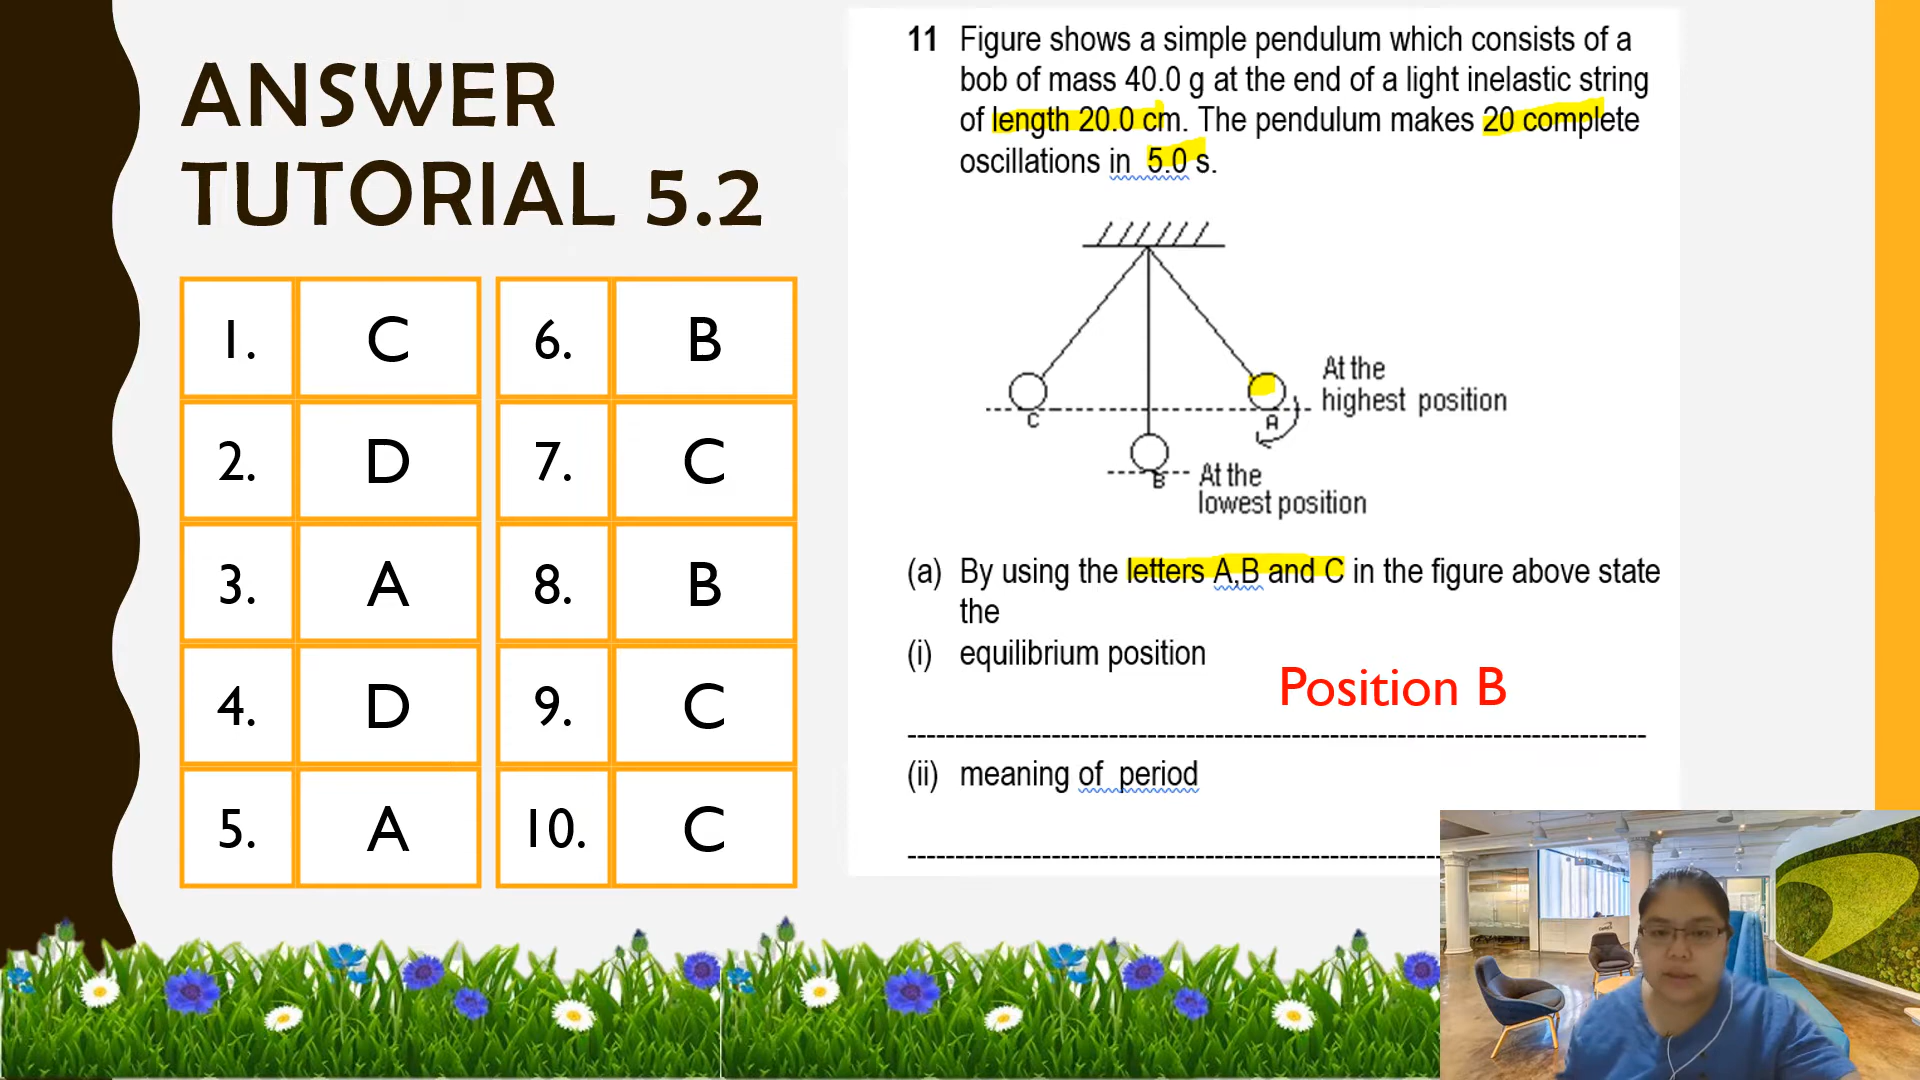 ANSWER
TUTORIAL 5.2
1. C 6. B
2. D 7. C
3. A 8. B
4. D 9. C
5. A 10. C
11 Figure shows a simple pendulum which consists of a
bob of mass 40.0 g at the end of a light inelastic string
of length 20.0 cm. The pendulum makes 20 complete
oscillations in 5.0 s.
At the
highest position
C
A
B
At the
lowest position
(a) By using the letters A,B and C in the figure above state
the
(i) equilibrium position
Position B
(ii) meaning of period